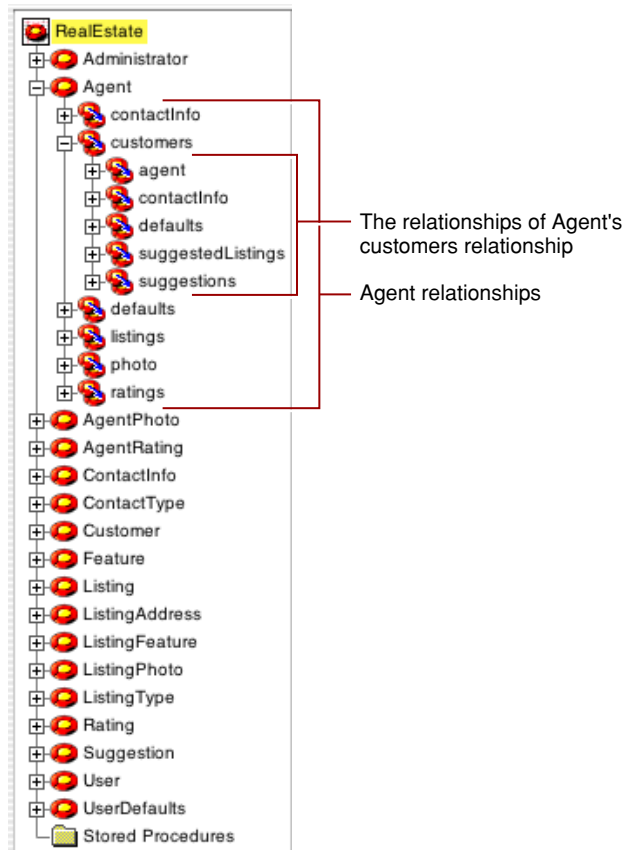 RealEstate
Administrator
Agent
contactInfo
customers
agent
contactInfo
defaults
suggestedListings
suggestions
defaults
listings
photo
ratings
AgentPhoto
AgentRating
ContactInfo
ContactType
Customer
Feature
Listing
ListingAddress
ListingFeature
ListingPhoto
ListingType
Rating
Suggestion
User
UserDefaults
Stored Procedures
The relationships of Agent's
customers relationship
Agent relationships